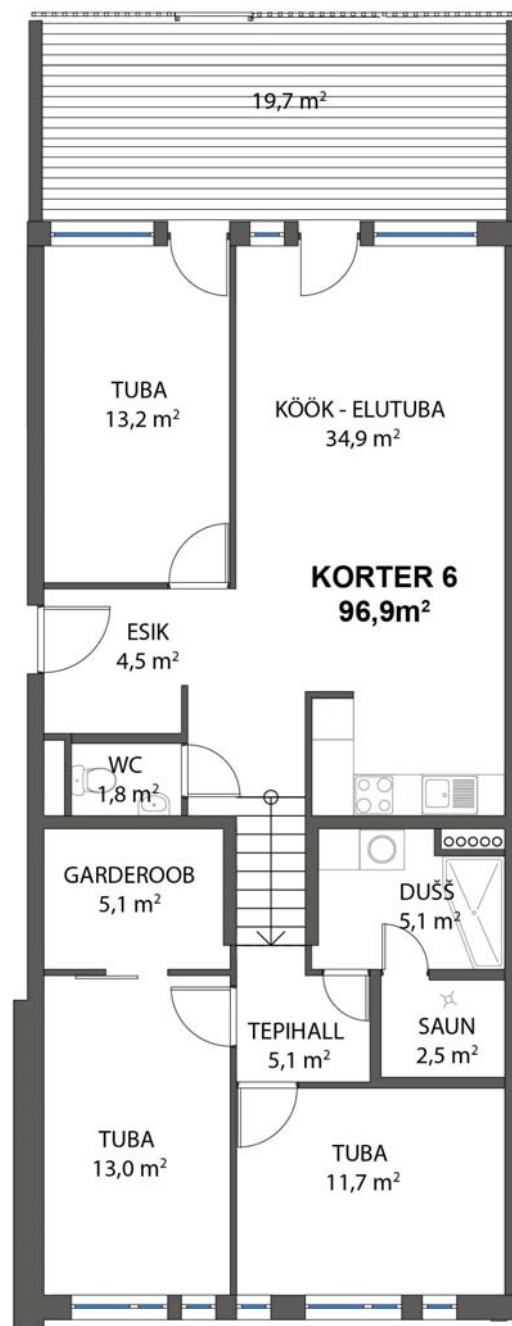 19,7 m²
TUBA
13,2 m²
KÖÖK - ELUTUBA
34,9 m²
KORTER 6
96,9m²
ESIK
4,5 m²
WC
1,8 m²
GARDEROOB
5,1 m²
DUŠŠ
5,1 m²
TEPIHALL
5,1 m²
SAUN
2,5 m²
TUBA
13,0 m²
TUBA
11,7 m²